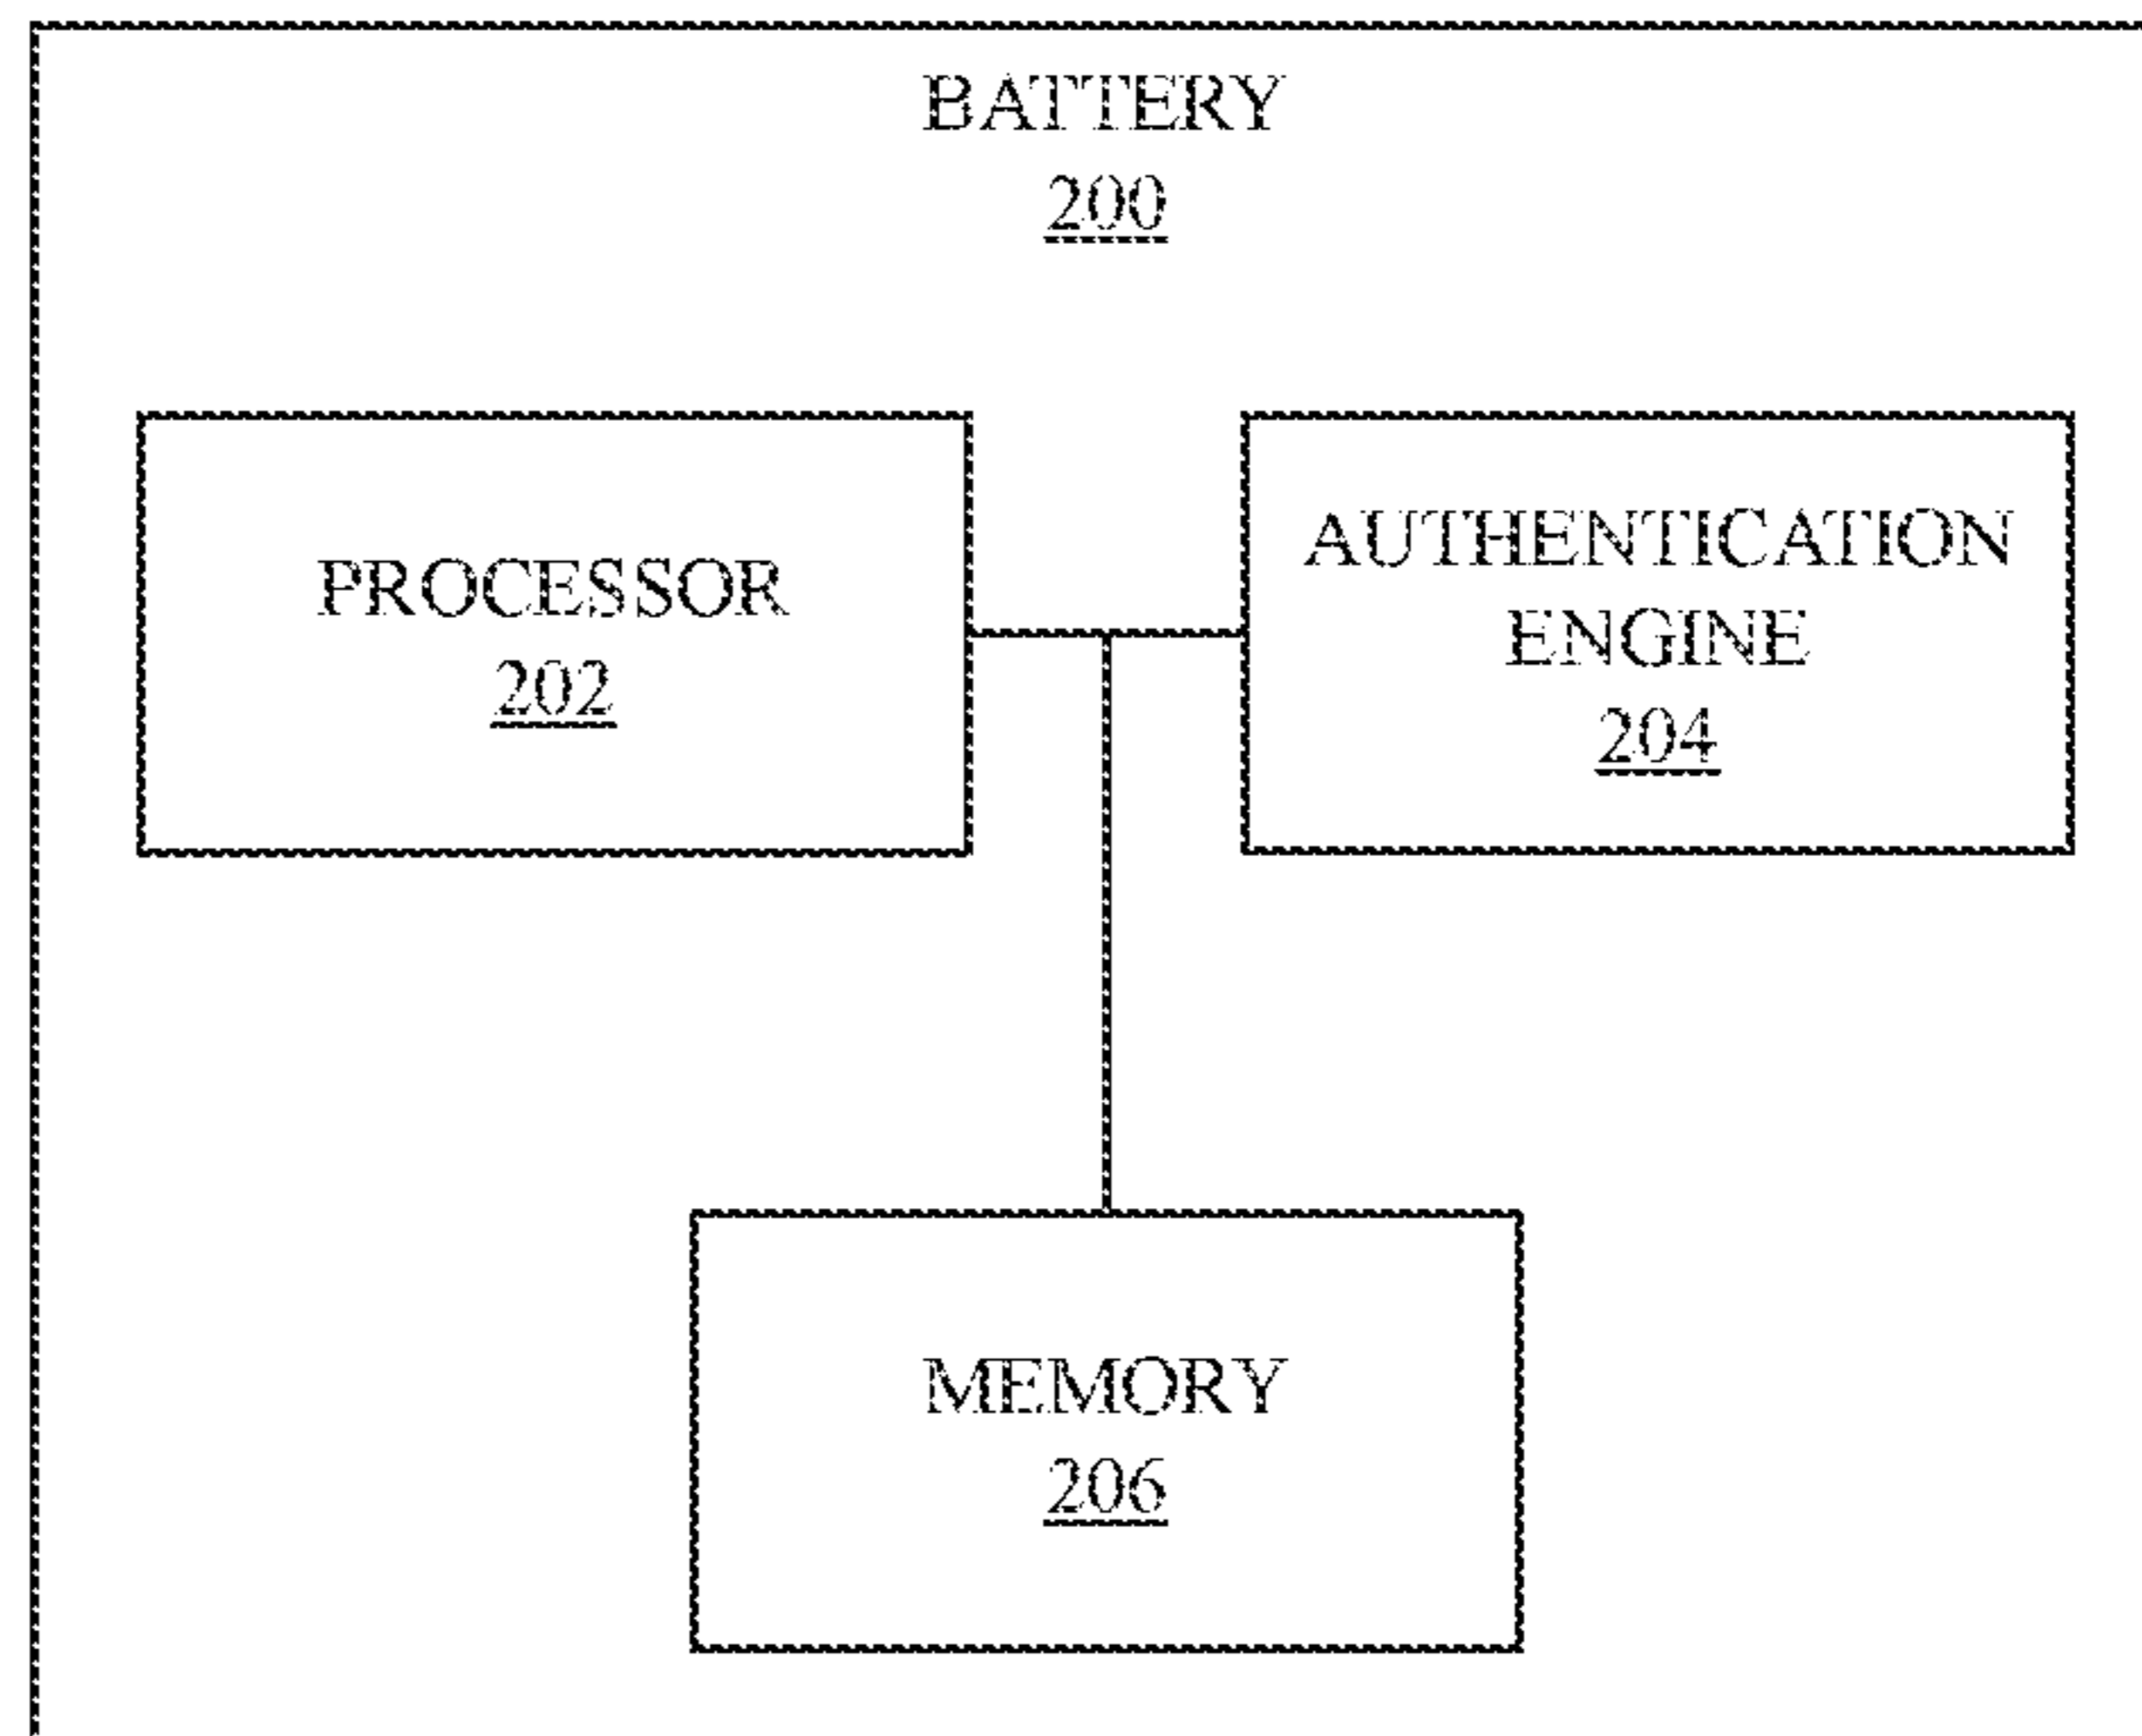 BATTERY
200
PROCESSOR
202
AUTHENTICATION
ENGINE
204
MEMORY
206